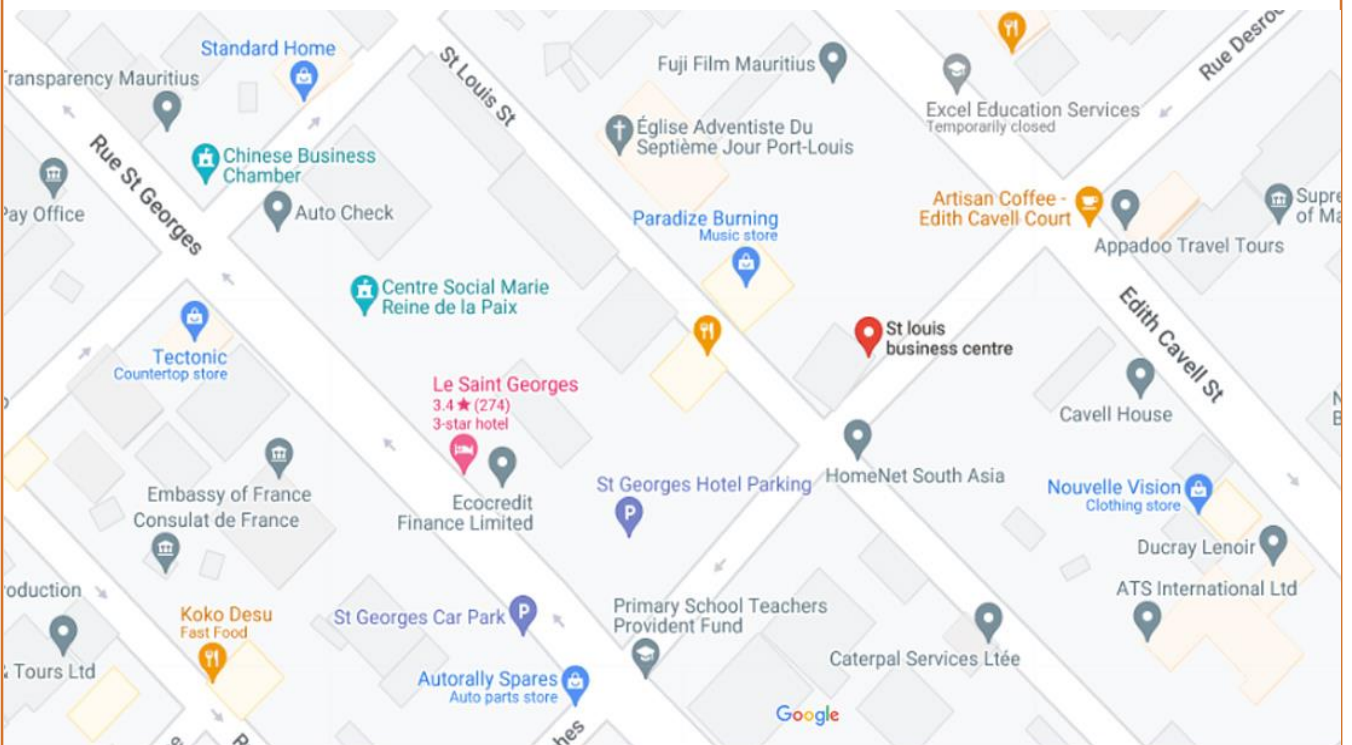 Rue Desro
Standard Home
St Louis St
Fuji Film Mauritius
Transparency Mauritius
Excel Education Services
Temporarily closed
Église Adventiste Du
Septième Jour Port-Louis
Rue St Georges
Chinese Business
Chamber
Pay Office
Auto Check
Artisan Coffee -
Edith Cavell Court
Supre
of Ma
Paradize Burning
Music store
Appadoo Travel Tours
Centre Social Marie
Reine de la Paix
Edith Cavell St
St louis
business centre
Tectonic
Countertop store
Le Saint Georges
3.4 ★ (274)
3-star hotel
Cavell House
HomeNet South Asia
St Georges Hotel Parking
P
Nouvelle Vision
Clothing store
Embassy of France
Consulat de France
Ecocredit
Finance Limited
Ducray Lenoir
ATS International Ltd
roduction
Koko Desu
Fast Food
St Georges Car Park
P
Primary School Teachers
Provident Fund
Caterpal Services Ltée
& Tours Ltd
Autorally Spares
Auto parts store
Google
hes